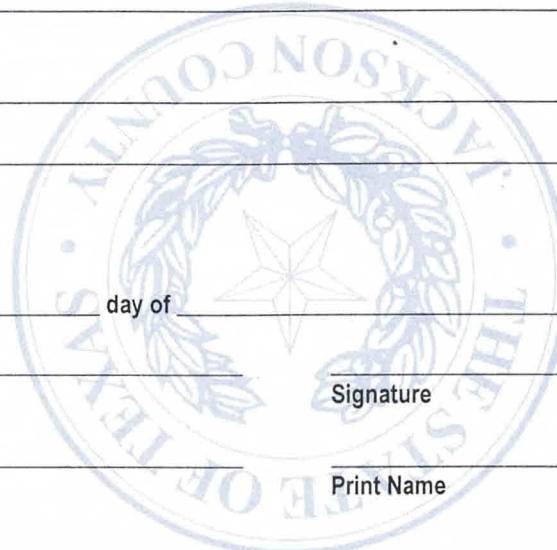 JACKSON COUNTY
THE STATE OF TEXAS
day of
Signature
Print Name